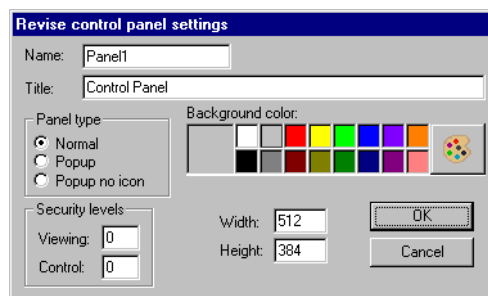 Revise control panel settings
Name: Panel1
Title: Control Panel
Panel type
Normal
Popup
Popup no icon
Background color:
Security levels
Viewing: 0
Control: 0
Width: 512
Height: 384
OK
Cancel